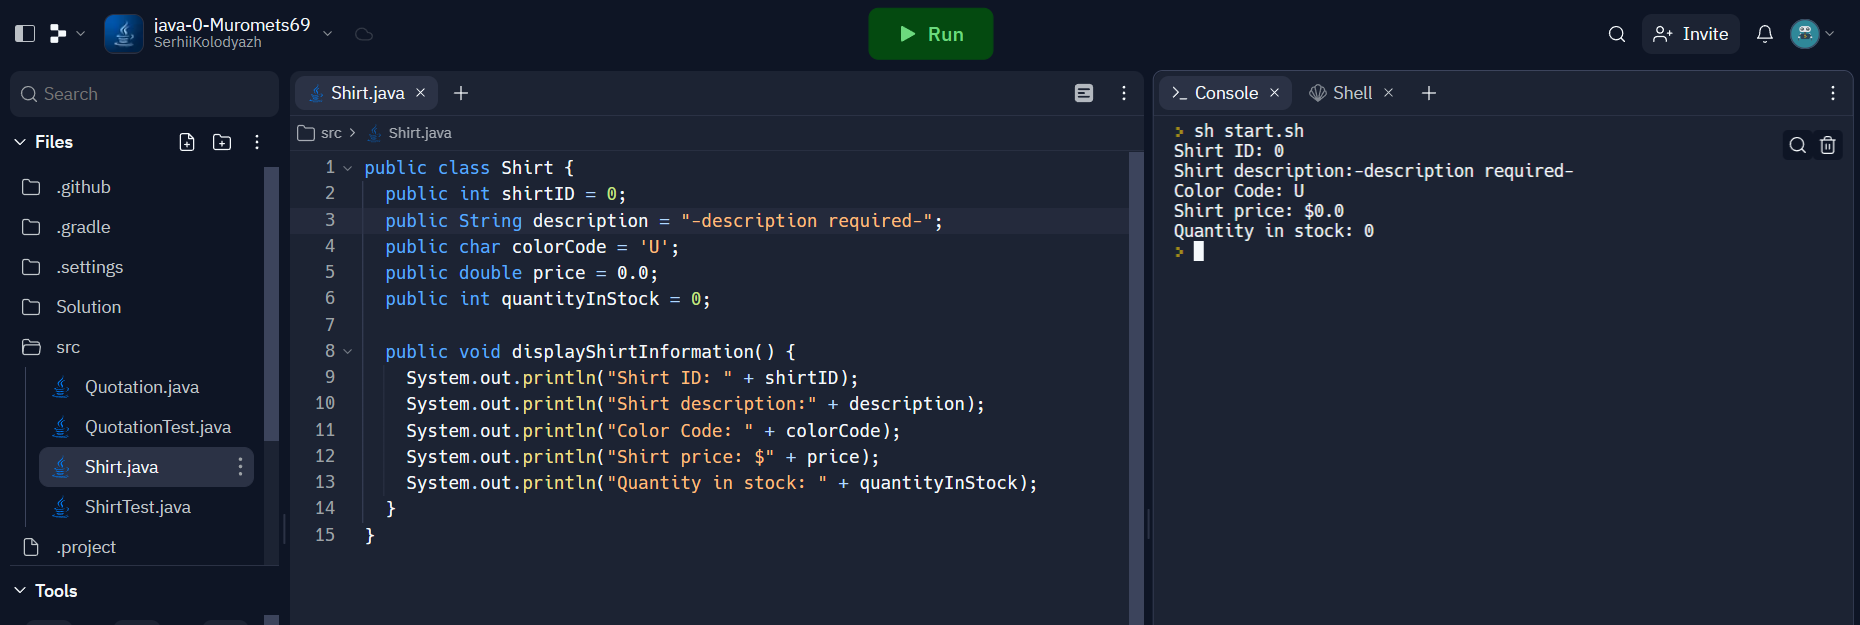 java-0-Muromets69
SerhiiKolodyazh
Run
Invite
Search
Files
.github
.gradle
.settings
Solution
src
Quotation.java
QuotationTest.java
Shirt.java
ShirtTest.java
.project
Tools
Shirt.java
src > Shirt.java
1 public class Shirt {
2 public int shirtID = 0;
3 public String description = "-description required-";
4 public char colorCode = 'U';
5 public double price = 0.0;
6 public int quantityInStock = 0;
7
8 public void displayShirtInformation() {
9 System.out.println("Shirt ID: " + shirtID);
10 System.out.println("Shirt description:" + description);
11 System.out.println("Color Code: " + colorCode);
12 System.out.println("Shirt price: $" + price);
13 System.out.println("Quantity in stock: " + quantityInStock);
14 }
15 }
Console Shell
sh start.sh
Shirt ID: 0
Shirt description:-description required-
Color Code: U
Shirt price: $0.0
Quantity in stock: 0